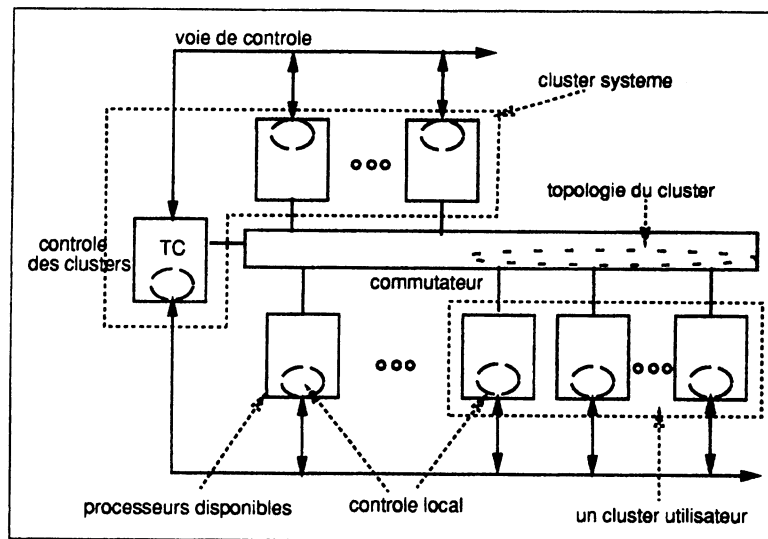 voie de controle
cluster systeme
topologie du cluster
controle
des clusters
TC
commutateur
processeurs disponibles
controle local
un cluster utilisateur